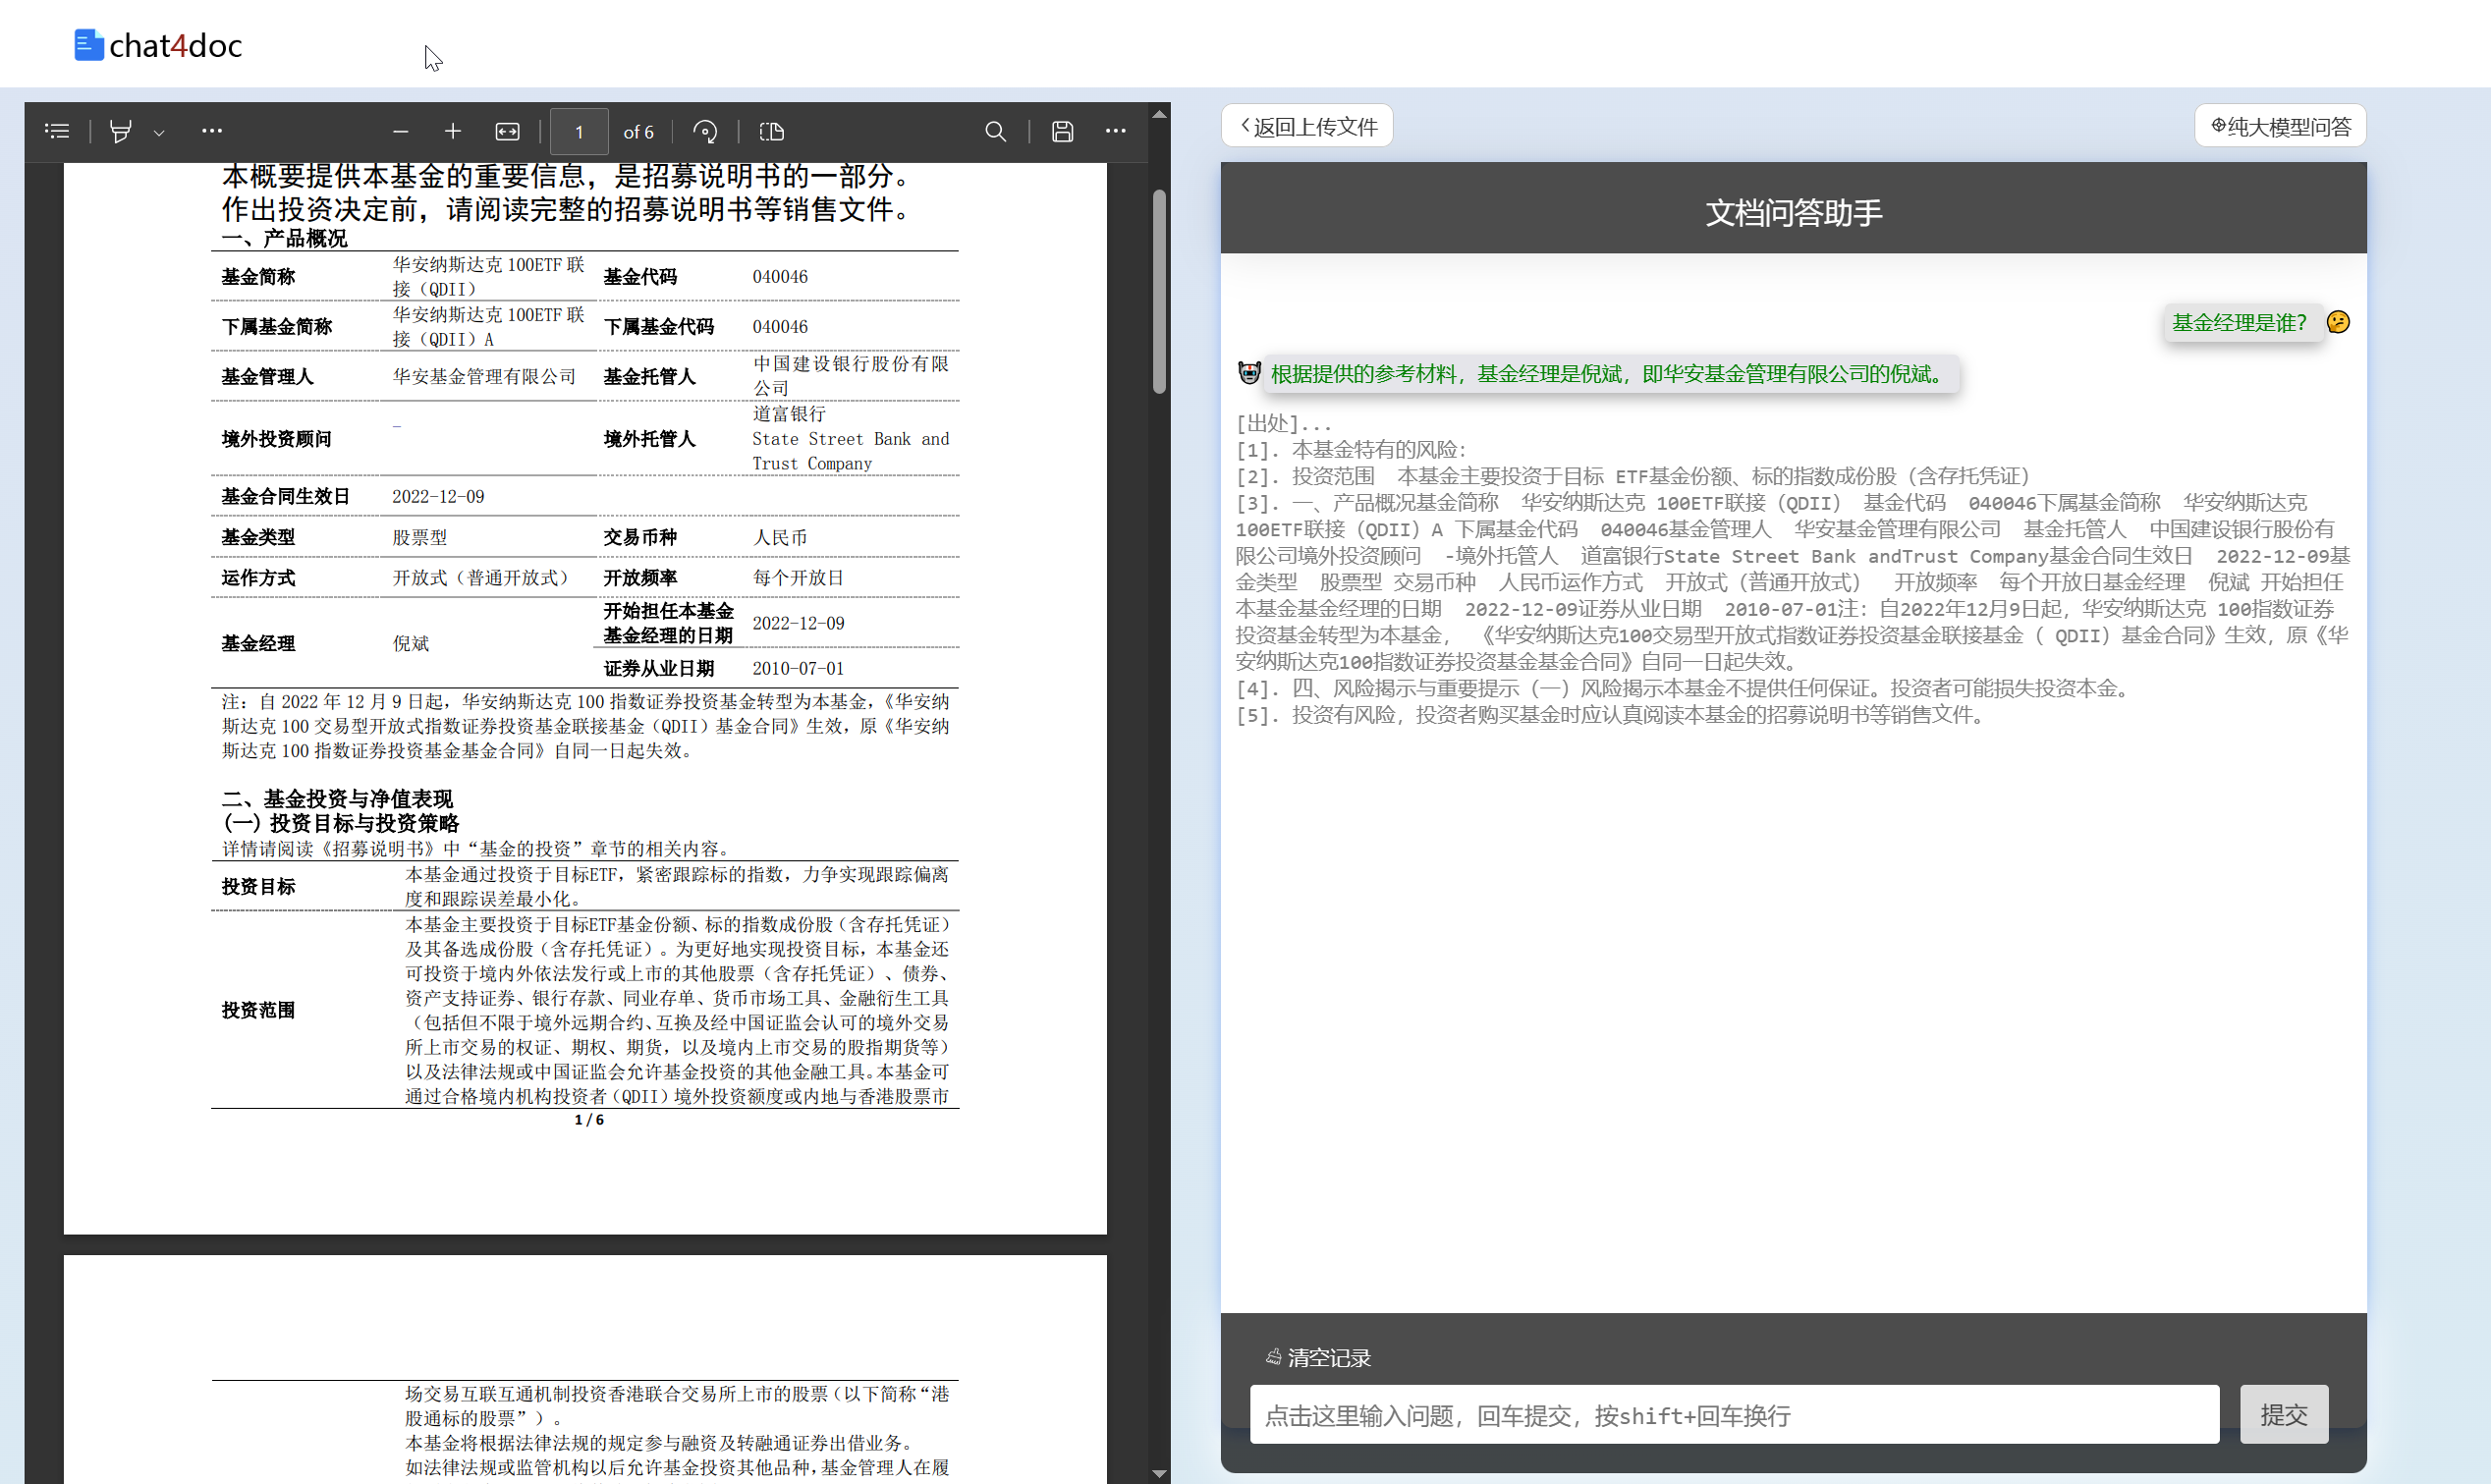 chat4doc
1
of 6
本概要提供本基金的重要信息，是招募说明书的一部分。
作出投资决定前，请阅读完整的招募说明书等销售文件。
一、产品概况
基金简称 华安纳斯达克 100ETF 联接（QDII） 基金代码 040046
下属基金简称 华安纳斯达克 100ETF 联接（QDII）A 下属基金代码 040046
基金管理人 华安基金管理有限公司 基金托管人 中国建设银行股份有限公司
境外投资顾问 - 境外托管人 道富银行 State Street Bank and Trust Company
基金合同生效日 2022-12-09
基金类型 股票型 交易币种 人民币
运作方式 开放式（普通开放式） 开放频率 每个开放日
基金经理 倪斌 开始担任本基金基金经理的日期 2022-12-09
证券从业日期 2010-07-01
注：自 2022 年 12 月 9 日起，华安纳斯达克 100 指数证券投资基金转型为本基金，《华安纳
斯达克 100 交易型开放式指数证券投资基金联接基金（QDII）基金合同》生效，原《华安纳
斯达克 100 指数证券投资基金基金合同》自同一日起失效。
二、基金投资与净值表现
(一) 投资目标与投资策略
详情请阅读《招募说明书》中“基金的投资”章节的相关内容。
投资目标
本基金通过投资于目标ETF，紧密跟踪标的指数，力争实现跟踪偏离
度和跟踪误差最小化。
投资范围
本基金主要投资于目标ETF基金份额、标的指数成份股（含存托凭证）
及其备选成份股（含存托凭证）。为更好地实现投资目标，本基金还
可投资于境内外依法发行或上市的其他股票（含存托凭证）、债券、
资产支持证券、银行存款、同业存单、货币市场工具、金融衍生工具
（包括但不限于境外远期合约、互换及经中国证监会认可的境外交易
所上市交易的权证、期权、期货，以及境内上市交易的股指期货等）
以及法律法规或中国证监会允许基金投资的其他金融工具。本基金可
通过合格境内机构投资者（QDII）境外投资额度或内地与香港股票市
1 / 6
场交易互联互通机制投资香港联合交易所上市的股票（以下简称“港
股通标的股票”）。
本基金将根据法律法规的规定参与融资及转融通证券出借业务。
如法律法规或监管机构以后允许基金投资其他品种，基金管理人在履
返回上传文件
纯大模型问答
文档问答助手
基金经理是谁？
根据提供的参考材料，基金经理是倪斌，即华安基金管理有限公司的倪斌。
[出处]...
[1]. 本基金特有的风险：
[2]. 投资范围 本基金主要投资于目标 ETF基金份额、标的指数成份股（含存托凭证）
[3]. 一、产品概况基金简称 华安纳斯达克 100ETF联接（QDII） 基金代码 040046下属基金简称 华安纳斯达克
100ETF联接（QDII）A 下属基金代码 040046基金管理人 华安基金管理有限公司 基金托管人 中国建设银行股份有
限公司境外投资顾问 -境外托管人 道富银行State Street Bank andTrust Company基金合同生效日 2022-12-09基
金类型 股票型 交易币种 人民币运作方式 开放式（普通开放式） 开放频率 每个开放日基金经理 倪斌 开始担任
本基金基金经理的日期 2022-12-09证券从业日期 2010-07-01注：自2022年12月9日起，华安纳斯达克 100指数证券
投资基金转型为本基金， 《华安纳斯达克100交易型开放式指数证券投资基金联接基金（ QDII）基金合同》生效，原《华
安纳斯达克100指数证券投资基金基金合同》自同一日起失效。
[4]. 四、风险揭示与重要提示（一）风险揭示本基金不提供任何保证。投资者可能损失投资本金。
[5]. 投资有风险，投资者购买基金时应认真阅读本基金的招募说明书等销售文件。
清空记录
点击这里输入问题，回车提交，按shift+回车换行
提交